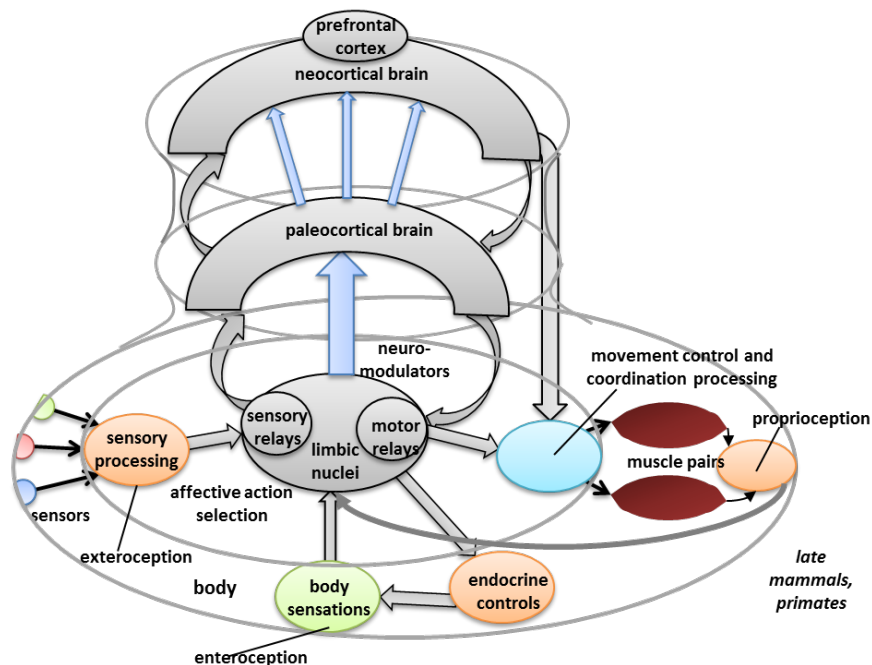 prefrontal
cortex
neocortical brain
paleocortical brain
neuro-
modulators
movement control and
coordination processing
proprioception
sensory
relays
motor
relays
limbic
nuclei
sensory
processing
muscle pairs
affective action
selection
sensors
exteroception
body
body
sensations
endocrine
controls
late
mammals,
primates
enteroception